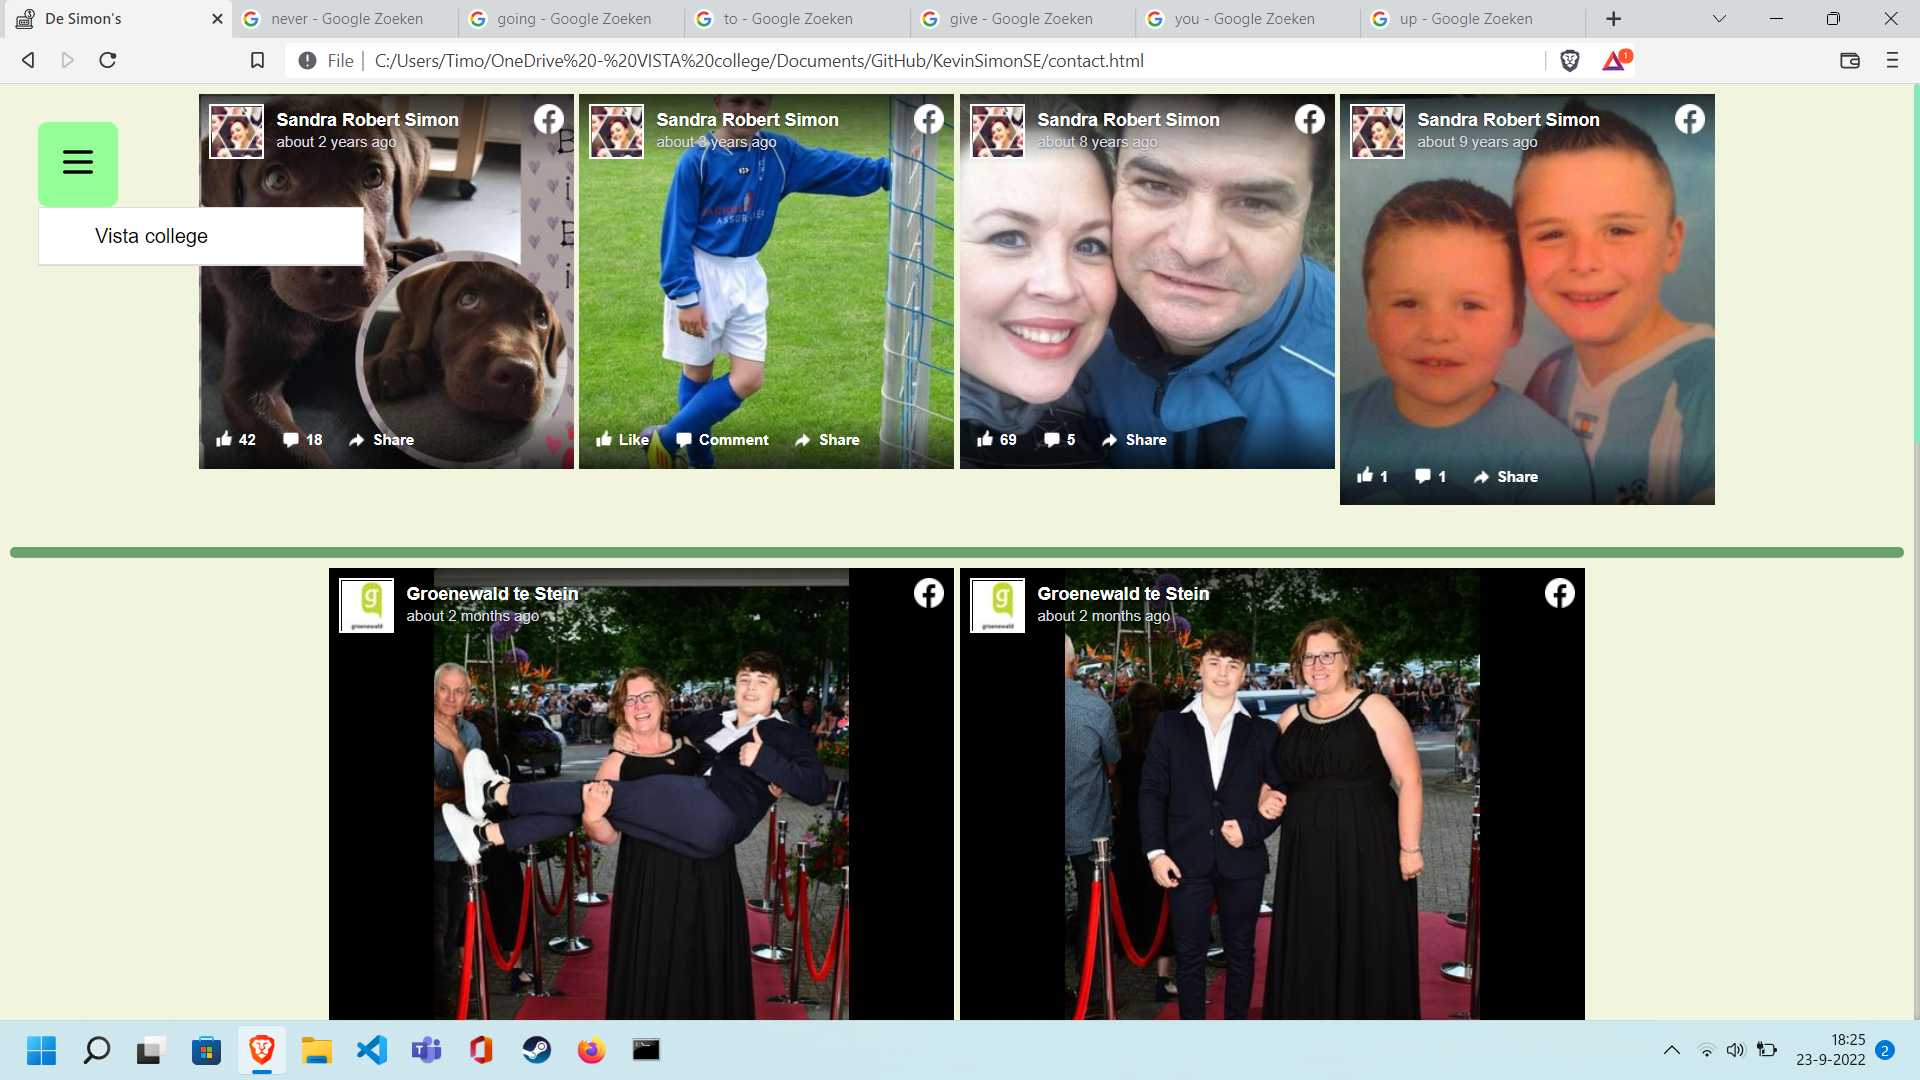 De Simon's
never - Google Zoeken
going - Google Zoeken
to - Google Zoeken
give - Google Zoeken
you - Google Zoeken
up - Google Zoeken
File
C:/Users/Timo/OneDrive%20-%20VISTA%20college/Documents/GitHub/KevinSimonSE/contact.html
1
Vista college
Sandra Robert Simon
about 2 years ago
42
18
Share
Sandra Robert Simon
about 3 years ago
Like
Comment
Share
Sandra Robert Simon
about 8 years ago
69
5
Share
Sandra Robert Simon
about 9 years ago
1
1
Share
g
groenewald
Groenewald te Stein
about 2 months ago
g
groenewald
Groenewald te Stein
about 2 months ago
18:25
23-9-2022
2